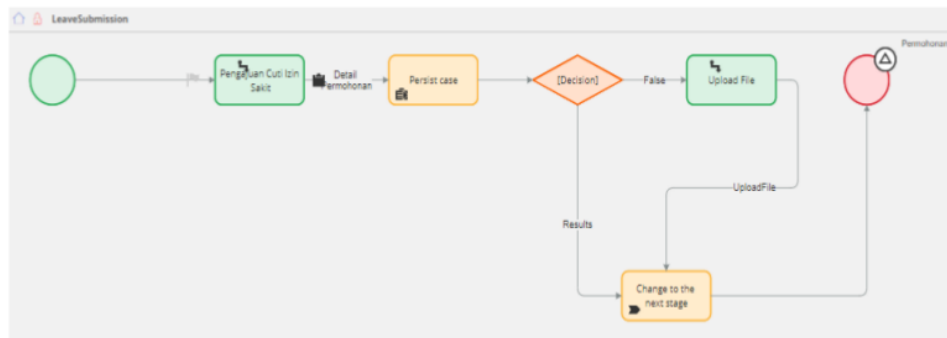 LeaveSubmission
Permohonan
Pengajuan Cuti Izin
Sakit
Detail
Permohonan
Persist case
[Decision]
False
Upload File
UploadFile
Results
Change to the
next stage